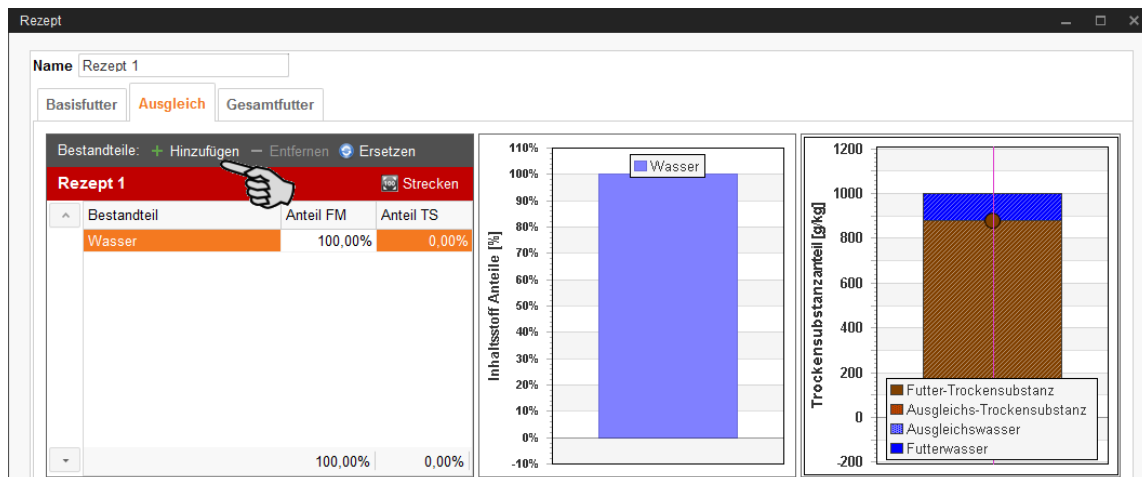 Rezept
Name Rezept 1
Basisfutter Ausgleich Gesamtfutter
Bestandteile: + Hinzufügen − Entfernen Ersetzen
Rezept 1 100 Strecken
Bestandteil Anteil FM Anteil TS
Wasser 100,00% 0,00%
100,00% 0,00%
Inhaltsstoff Anteile [%]
110%
100%
90%
80%
70%
60%
50%
40%
30%
20%
10%
0%
-10%
Wasser
Trockensubstanzanteil [g/kg]
1200
1000
800
600
400
200
0
-200
Futter-Trockensubstanz
Ausgleichs-Trockensubstanz
Ausgleichswasser
Futterwasser